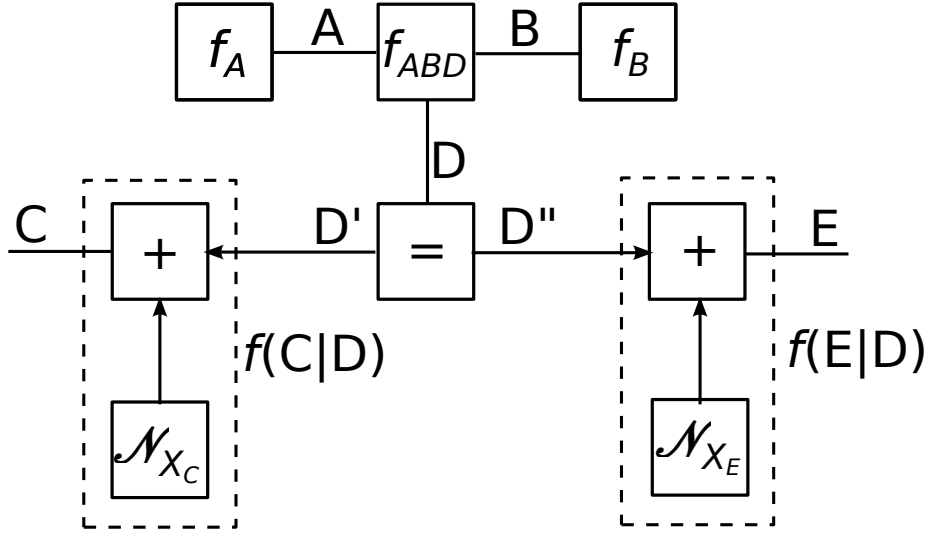 f_A A f_ABD B f_B
D
C + D' = D" + E
f(C|D) f(E|D)
𝒩_X_C 𝒩_X_E